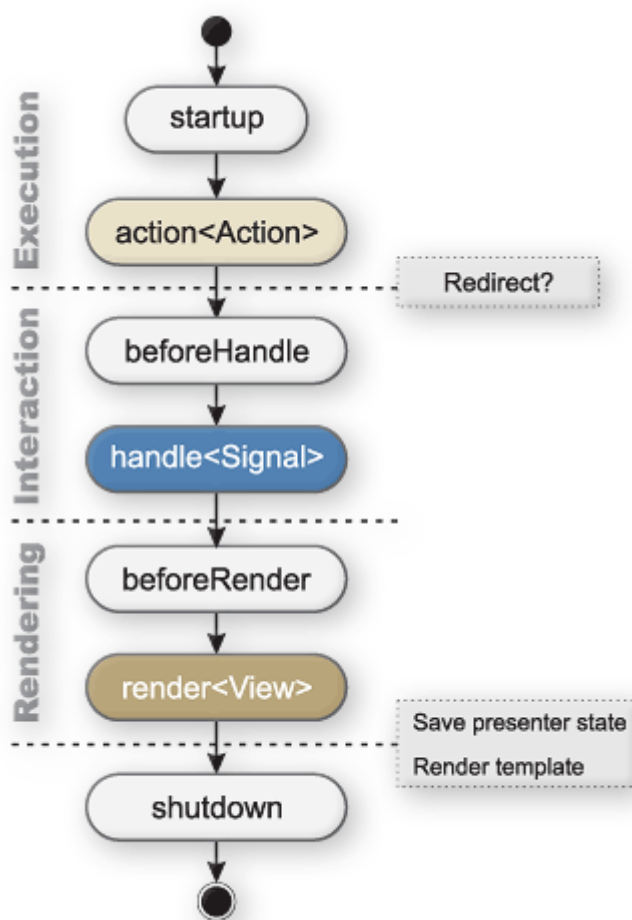 Execution
startup
action<Action>
Redirect?
Interaction
beforeHandle
handle<Signal>
Rendering
beforeRender
render<View>
Save presenter state
Render template
shutdown